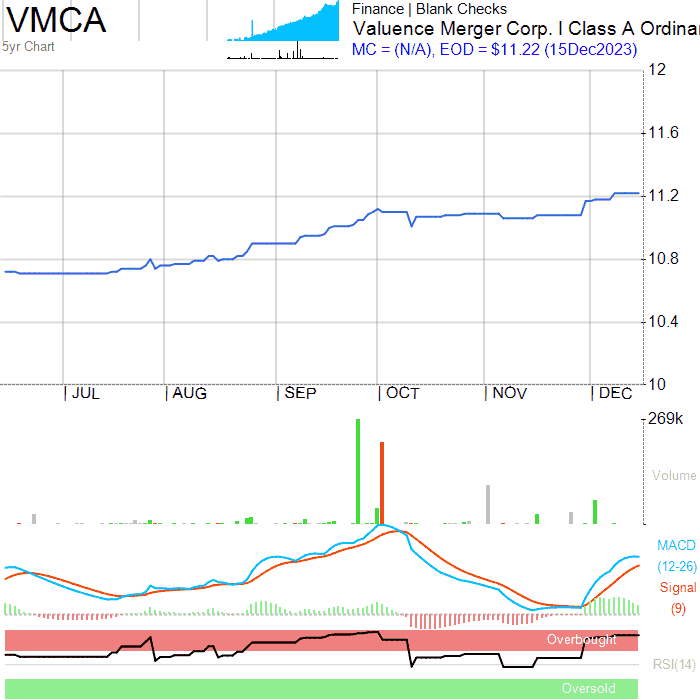 VMCA
5yr Chart
Finance | Blank Checks
Valuence Merger Corp. I Class A Ordinar
MC = (N/A), EOD = $11.22 (15Dec2023)
12
11.6
11.2
10.8
10.4
10
| JUL | AUG | SEP | OCT | NOV | DEC
269k
Volume
MACD
(12-26)
Signal
(9)
Overbought
RSI(14)
Oversold